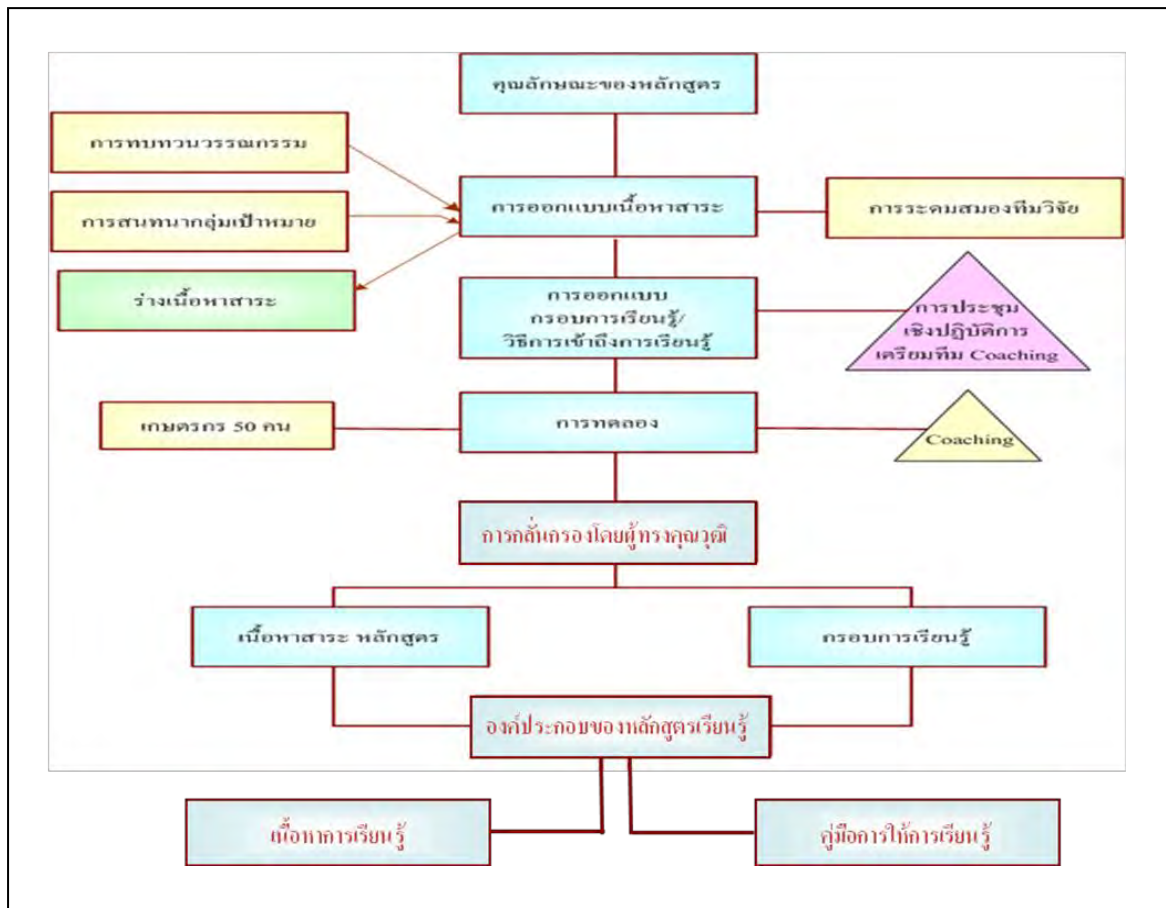 คุณลักษณะของหลักสูตร
การทบทวนวรรณกรรม
การออกแบบเนื้อหาสาระ
การระดมสมองทีมวิจัย
การสนทนากลุ่มเป้าหมาย
ร่างเนื้อหาสาระ
การออกแบบ
กรอบการเรียนรู้/
วิธีการเข้าถึงการเรียนรู้
การประชุม
เชิงปฏิบัติการ
เตรียมทีม Coaching
เกษตรกร 50 คน
การทดลอง
Coaching
การกลั่นกรองโดยผู้ทรงคุณวุฒิ
เนื้อหาสาระ หลักสูตร
กรอบการเรียนรู้
องค์ประกอบของหลักสูตรเรียนรู้
เนื้อหาการเรียนรู้
คู่มือการให้การเรียนรู้